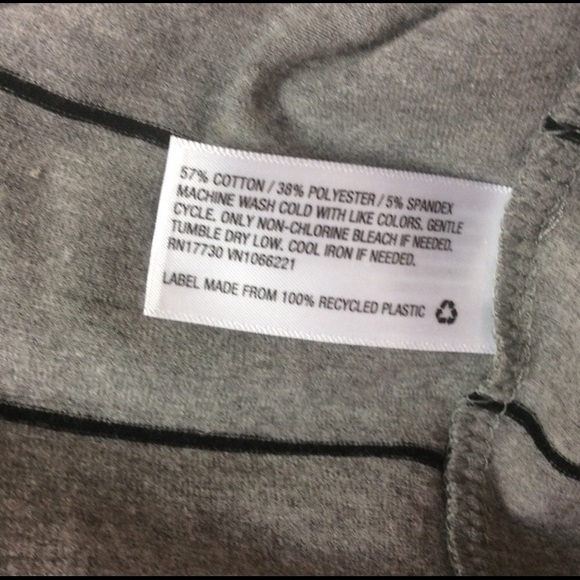 57% COTTON / 38% POLYESTER / 5% SPANDEX
MACHINE WASH COLD WITH LIKE COLORS. GENTLE
CYCLE. ONLY NON-CHLORINE BLEACH IF NEEDED.
TUMBLE DRY LOW. COOL IRON IF NEEDED.
RN17730 VN1066221
LABEL MADE FROM 100% RECYCLED PLASTIC